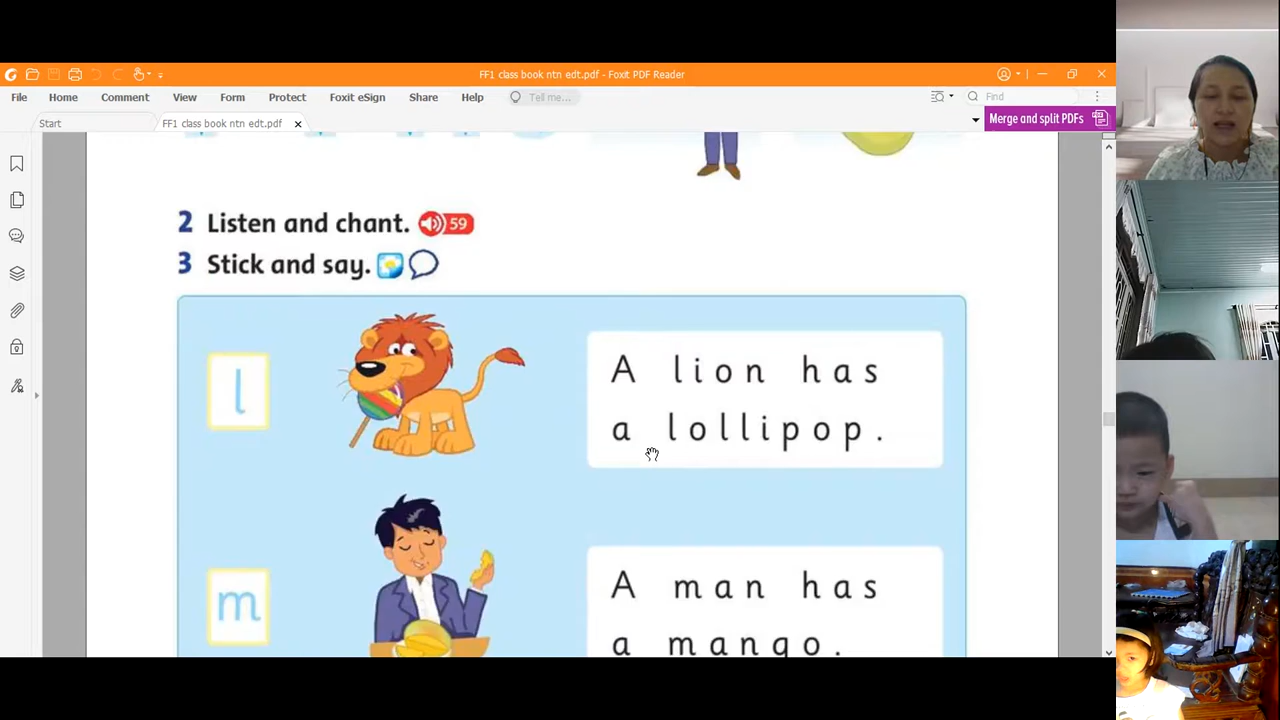 FF1 class book ntn edt.pdf - Foxit PDF Reader
File Home Comment View Form Protect Foxit eSign Share Help Tell me... Find
Start FF1 class book ntn edt.pdf Merge and split PDFs
2 Listen and chant. 59
3 Stick and say.
l
A lion has
a lollipop.
m
A man has
a mango.